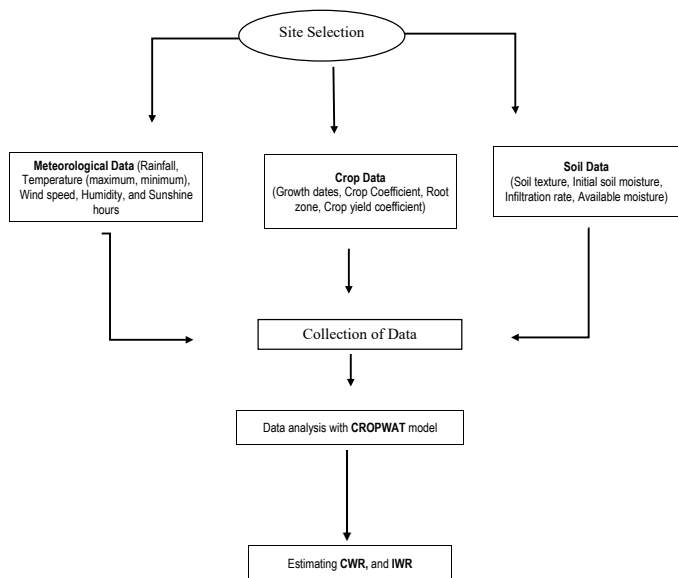 Site Selection
Meteorological Data (Rainfall,
Temperature (maximum, minimum),
Wind speed, Humidity, and Sunshine
hours
Crop Data
(Growth dates, Crop Coefficient, Root
zone, Crop yield coefficient)
Soil Data
(Soil texture, Initial soil moisture,
Infiltration rate, Available moisture)
Collection of Data
Data analysis with CROPWAT model
Estimating CWR, and IWR